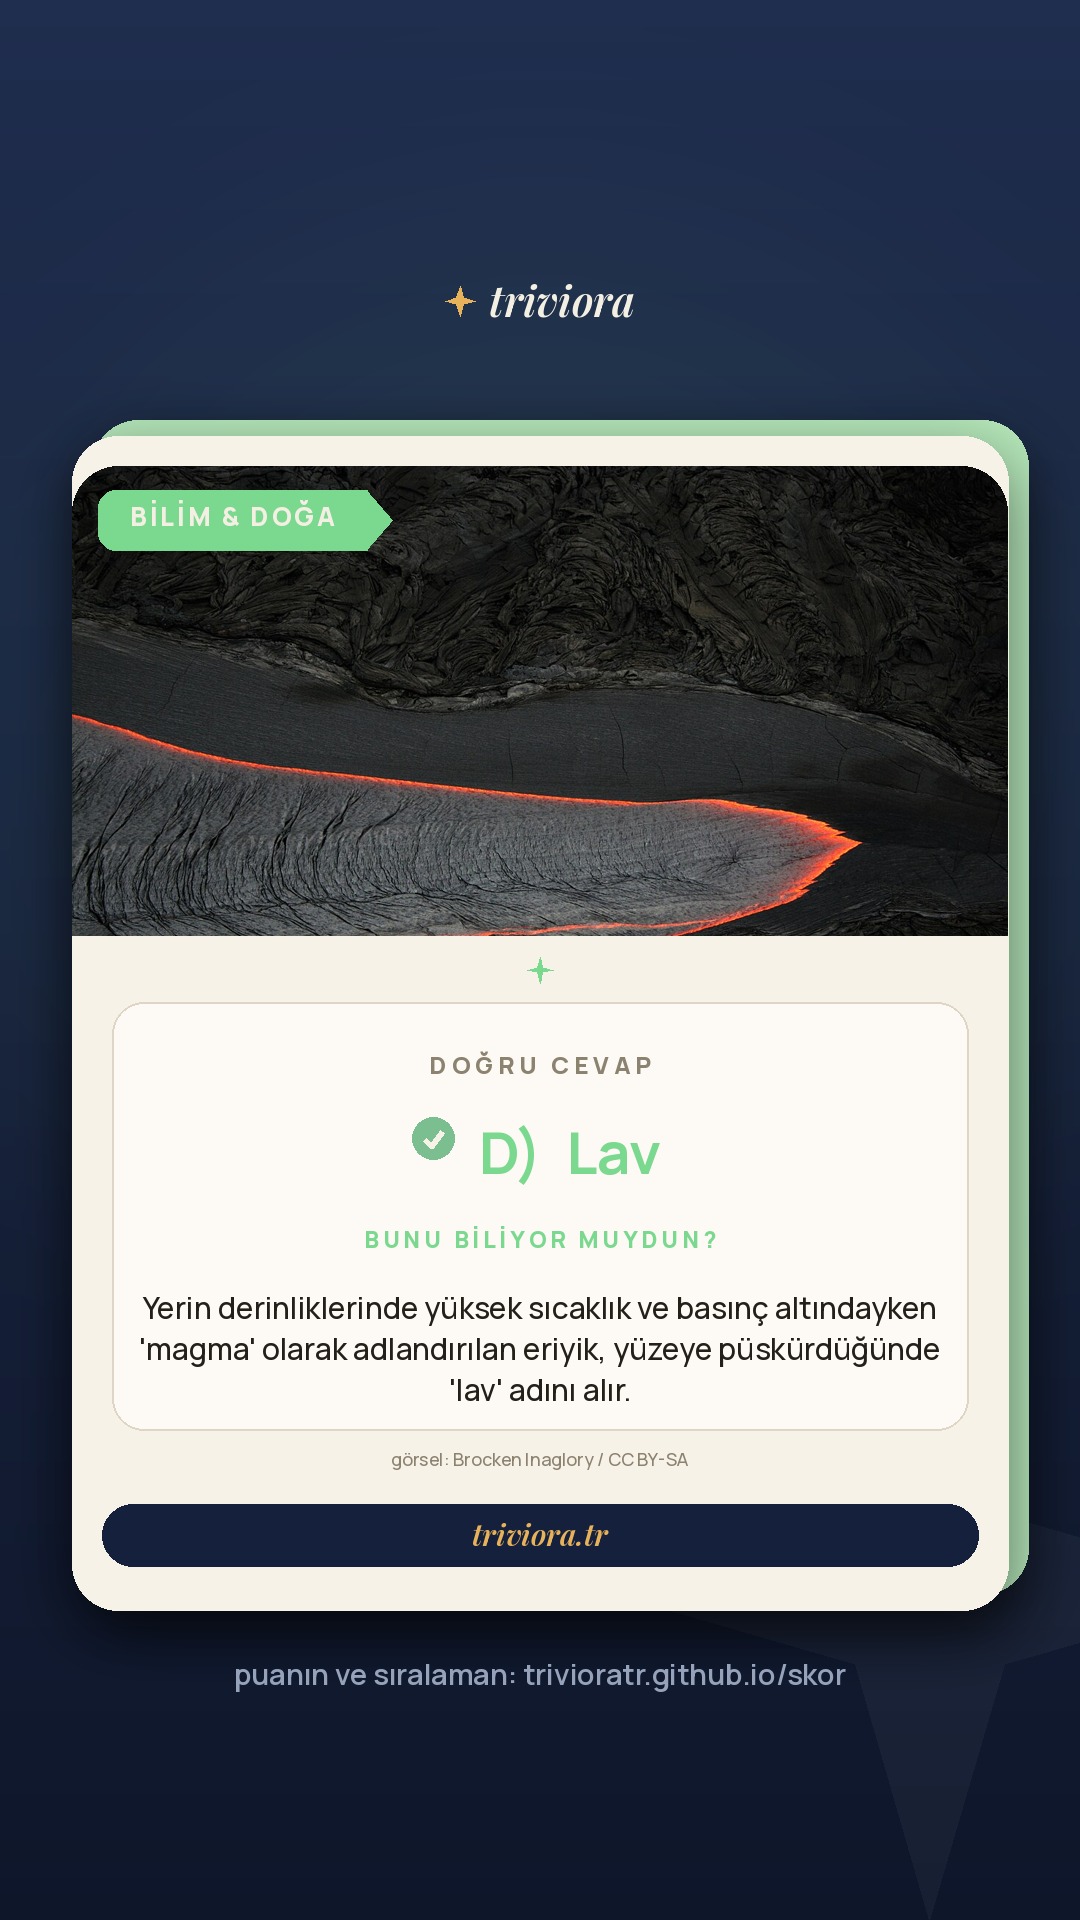 triviora
BİLİM & DOĞA
DOĞRU CEVAP
D) Lav
BUNU BİLİYOR MUYDUN?
Yerin derinliklerinde yüksek sıcaklık ve basınç altındayken
'magma' olarak adlandırılan eriyik, yüzeye püskürdüğünde
'lav' adını alır.
görsel: Brocken Inaglory / CC BY-SA
triviora.tr
puanın ve sıralaman: trivioratr.github.io/skor